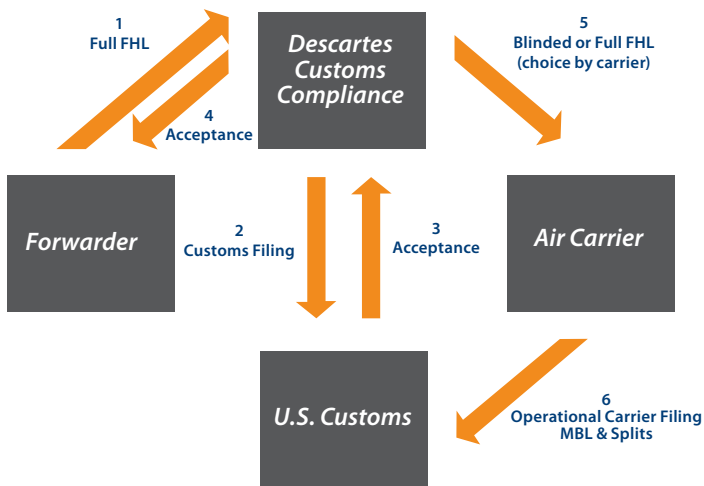 1
Full FHL
Descartes
Customs
Compliance
5
Blinded or Full FHL
(choice by carrier)
4
Acceptance
Forwarder
2
Customs Filing
3
Acceptance
Air Carrier
U.S. Customs
6
Operational Carrier Filing
MBL & Splits